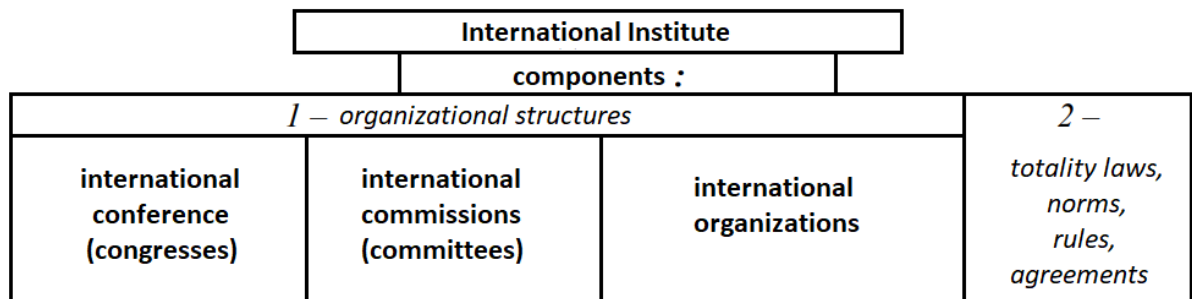 International Institute
components :
1 – organizational structures
international
conference
(congresses)
international
commissions
(committees)
international
organizations
2 –
totality laws,
norms,
rules,
agreements